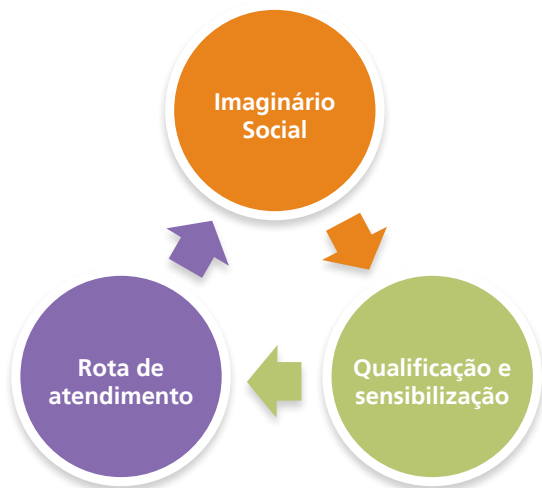 Imaginário
Social
Qualificação e
sensibilização
Rota de
atendimento